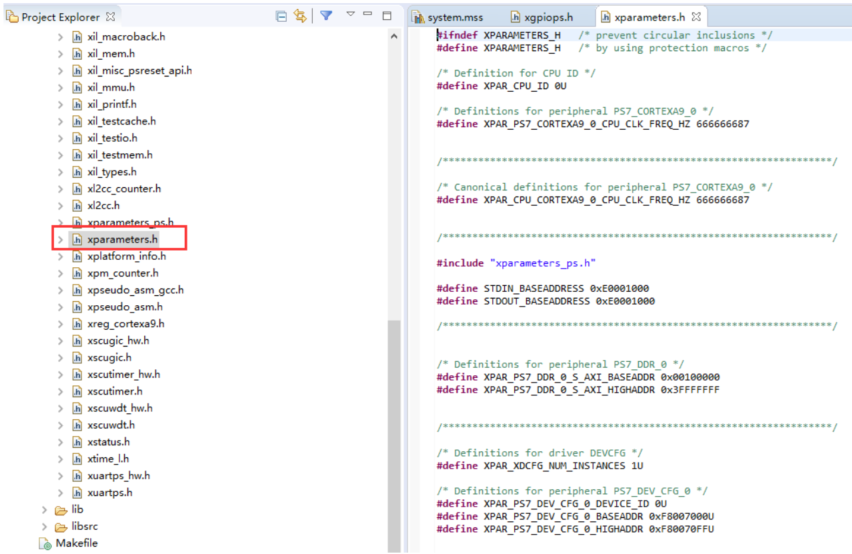 Project Explorer
xil_macroback.h
xil_mem.h
xil_misc_psreset_api.h
xil_mmu.h
xil_printf.h
xil_testcache.h
xil_testio.h
xil_testmem.h
xil_types.h
xl2cc_counter.h
xl2cc.h
xparameters_ps.h
xparameters.h
xplatform_info.h
xpm_counter.h
xpseudo_asm_gcc.h
xpseudo_asm.h
xreg_cortexa9.h
xscugic_hw.h
xscugic.h
xscutimer_hw.h
xscutimer.h
xscuwdt_hw.h
xscuwdt.h
xstatus.h
xtime_l.h
xuartps_hw.h
xuartps.h
lib
libsrc
Makefile
system.mss
xgpiops.h
xparameters.h
#ifndef XPARAMETERS_H /* prevent circular inclusions */
#define XPARAMETERS_H /* by using protection macros */
/* Definition for CPU ID */
#define XPAR_CPU_ID 0U
/* Definitions for peripheral PS7_CORTEXA9_0 */
#define XPAR_PS7_CORTEXA9_0_CPU_CLK_FREQ_HZ 666666687
/******************************************************************/
/* Canonical definitions for peripheral PS7_CORTEXA9_0 */
#define XPAR_CPU_CORTEXA9_0_CPU_CLK_FREQ_HZ 666666687
/******************************************************************/
#include "xparameters_ps.h"
#define STDIN_BASEADDRESS 0xE0001000
#define STDOUT_BASEADDRESS 0xE0001000
/******************************************************************/
/* Definitions for peripheral PS7_DDR_0 */
#define XPAR_PS7_DDR_0_S_AXI_BASEADDR 0x00100000
#define XPAR_PS7_DDR_0_S_AXI_HIGHADDR 0x3FFFFFFF
/******************************************************************/
/* Definitions for driver DEVCFG */
#define XPAR_XDCFG_NUM_INSTANCES 1U
/* Definitions for peripheral PS7_DEV_CFG_0 */
#define XPAR_PS7_DEV_CFG_0_DEVICE_ID 0U
#define XPAR_PS7_DEV_CFG_0_BASEADDR 0xF8007000U
#define XPAR_PS7_DEV_CFG_0_HIGHADDR 0xF80070FFU